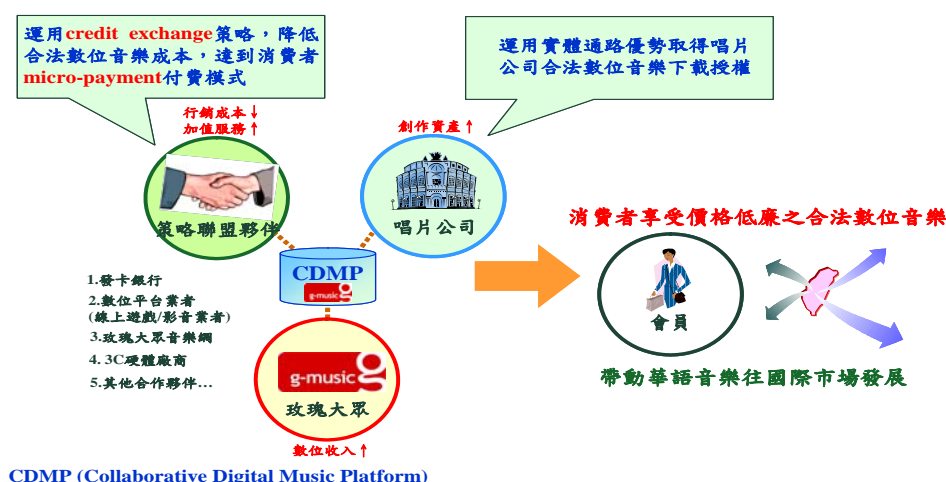 運用credit exchange策略，降低
合法數位音樂成本，達到消費者
micro-payment付費模式
運用實體通路優勢取得唱片
公司合法數位音樂下載授權
行銷成本↓
加值服務↑
創作資產↑
策略聯盟夥伴
唱片公司
消費者享受價格低廉之合法數位音樂
CDMP
g-music g
1.發卡銀行
2.數位平台業者
(線上遊戲/影音業者)
3.玫瑰大眾音樂網
4. 3C硬體廠商
5.其他合作夥伴…
會員
g-music g
玫瑰大眾
帶動華語音樂往國際市場發展
數位收入↑
CDMP (Collaborative Digital Music Platform)